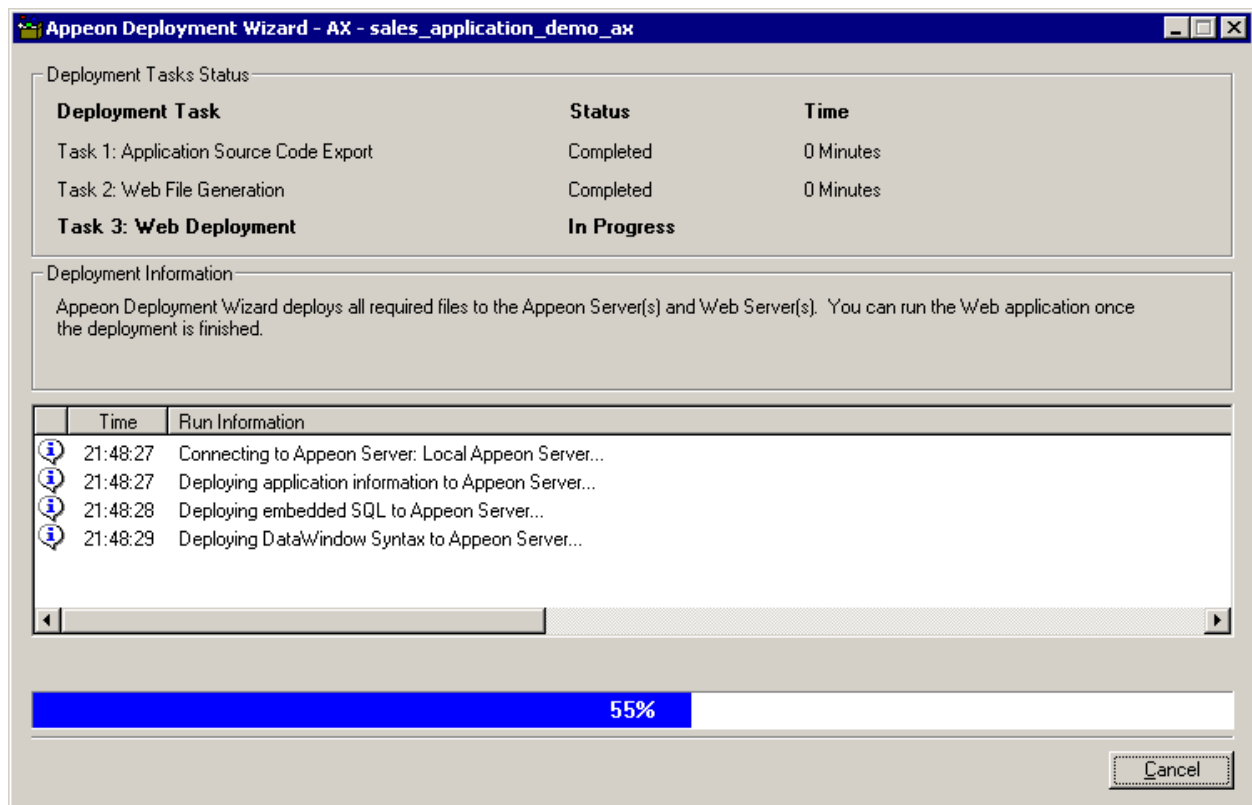 Appeon Deployment Wizard - AX - sales_application_demo_ax
Deployment Tasks Status
Deployment Task Status Time
Task 1: Application Source Code Export Completed 0 Minutes
Task 2: Web File Generation Completed 0 Minutes
Task 3: Web Deployment In Progress
Deployment Information
Appeon Deployment Wizard deploys all required files to the Appeon Server(s) and Web Server(s). You can run the Web application once
the deployment is finished.
Time Run Information
21:48:27 Connecting to Appeon Server: Local Appeon Server...
21:48:27 Deploying application information to Appeon Server...
21:48:28 Deploying embedded SQL to Appeon Server...
21:48:29 Deploying DataWindow Syntax to Appeon Server...
55%
Cancel